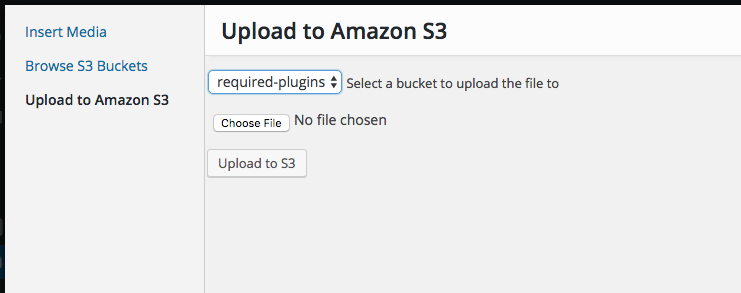 Insert Media
Browse S3 Buckets
Upload to Amazon S3
Upload to Amazon S3
required-plugins Select a bucket to upload the file to
Choose File No file chosen
Upload to S3